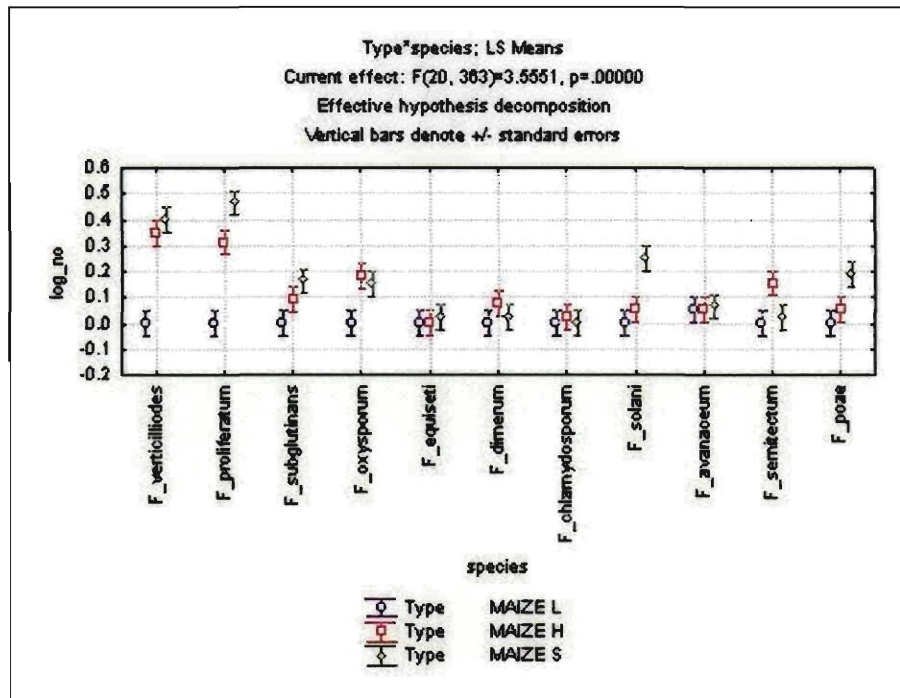 Type*species; LS Means
Current effect: F(20, 363)=3.5551, p=.00000
Effective hypothesis decomposition
Vertical bars denote +/- standard errors
0.6
0.5
0.4
0.3
0.2
0.1
0.0
-0.1
-0.2
log_no
F_verticilliodes
F_proliferatum
F_subglutinans
F_oxysporum
F_equiseti
F_dimerum
F_chlamydosporum
F_solani
F_avanaceum
F_semitectum
F_poae
species
Type MAIZE L
Type MAIZE H
Type MAIZE S